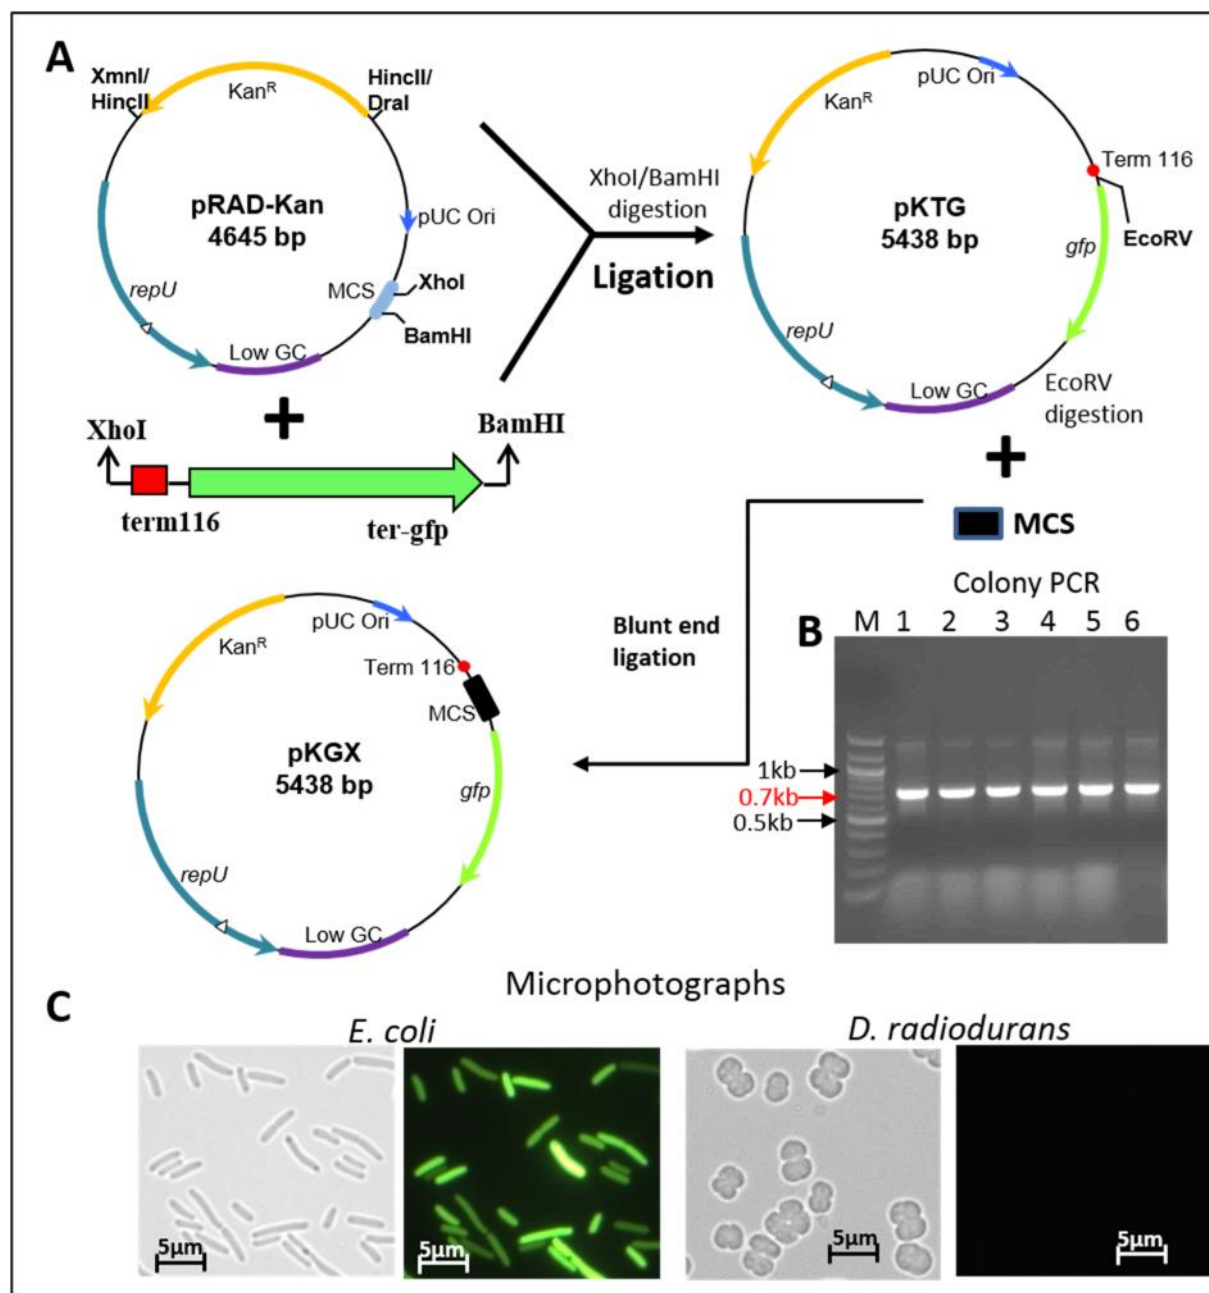 A
XmnI/
HincII
Kan^R
HincII/
DraI
pRAD-Kan
4645 bp
pUC Ori
MCS
XhoI
BamHI
repU
Low GC
+
XhoI
BamHI
term116
ter-gfp
XhoI/BamHI
digestion
Ligation
pUC Ori
Kan^R
Term 116
pKTG
5438 bp
EcoRV
gfp
repU
Low GC
EcoRV
digestion
+
MCS
Blunt end
ligation
pUC Ori
Kan^R
Term 116
MCS
pKGX
5438 bp
gfp
repU
Low GC
Colony PCR
B
M 1 2 3 4 5 6
1kb
0.7kb
0.5kb
Microphotographs
C
E. coli
D. radiodurans
5µm
5µm
5µm
5µm